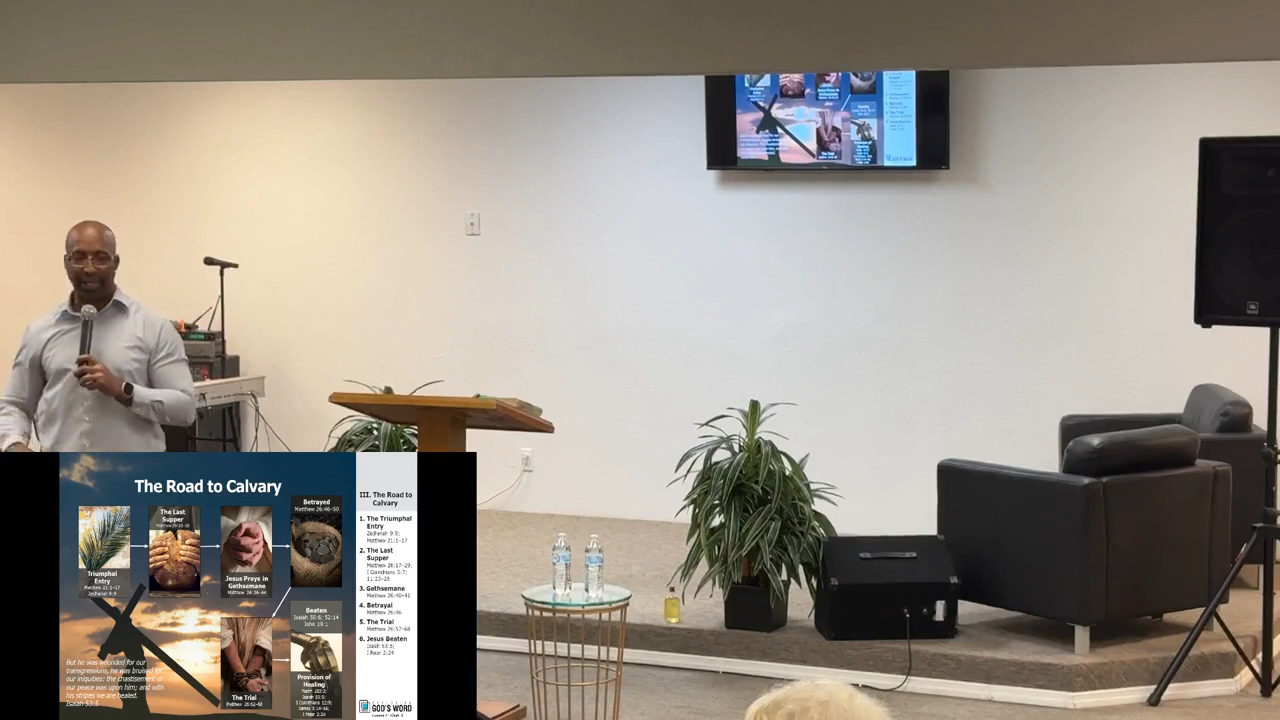 The Road to Calvary
Triumphal
Entry
Matthew 21:1-17
Zechariah 9:9
The Last
Supper
Jesus Prays in
Gethsemane
Matthew 26:36-44
Betrayed
Matthew 26:46-50
The Trial
Beaten
Isaiah 50:6; 52:14
John 19:1
Provision of
Healing
But he was wounded for our
transgressions, he was bruised for
our iniquities: the chastisement of
our peace was upon him; and with
his stripes we are healed.
Isaiah 53:5
III. The Road to
Calvary
1. The Triumphal
Entry
Zechariah 9:9;
Matthew 21:1-17
2. The Last
Supper
Matthew 26:17-29;
I Corinthians 5:7;
11:23-28
3. Gethsemane
Matthew 26:40-41
4. Betrayal
Matthew 26:46
5. The Trial
Matthew 26:57-68
6. Jesus Beaten
Isaiah 53:5;
I Peter 2:24
GOD'S WORD